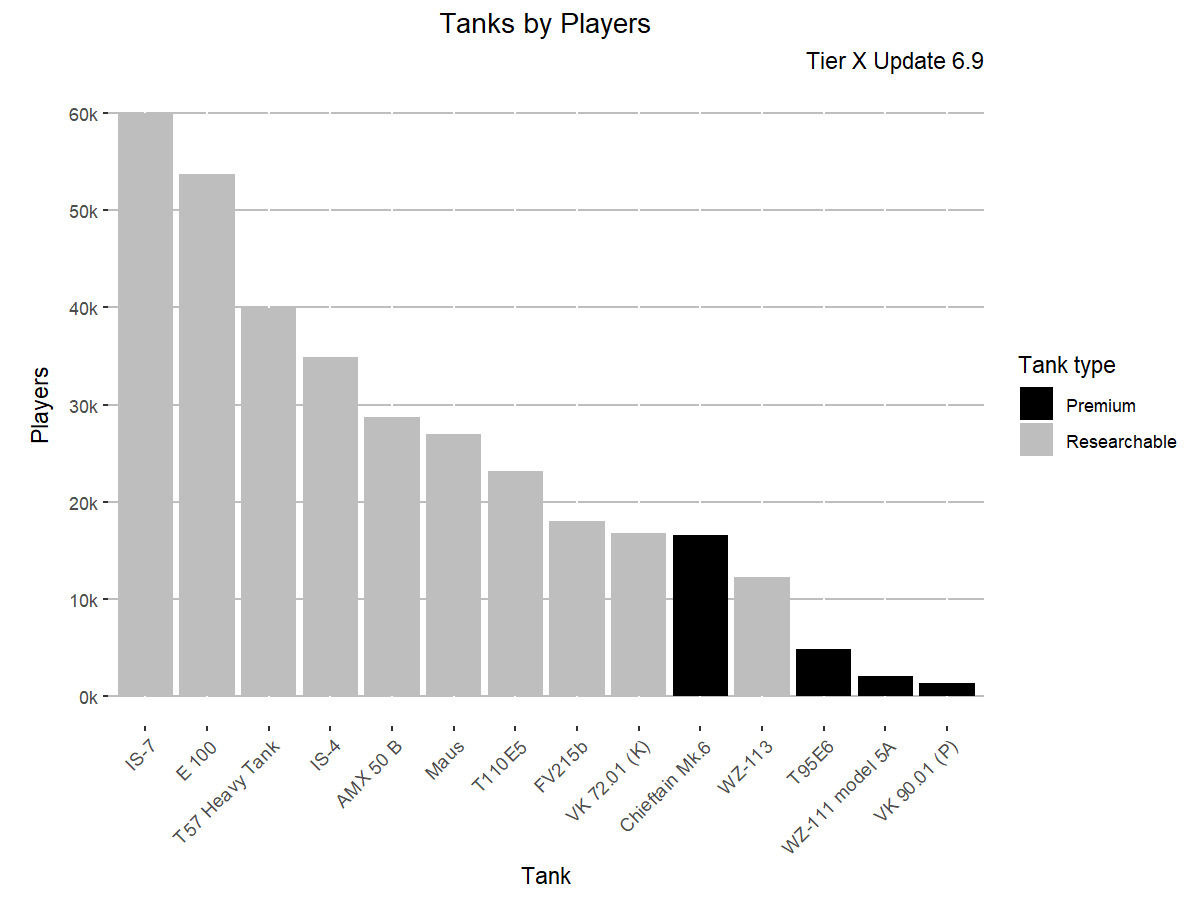 Tanks by Players
Tier X Update 6.9
60k
50k
40k
30k
20k
10k
0k
Players
IS-7
E 100
T57 Heavy Tank
IS-4
AMX 50 B
Maus
T110E5
FV215b
VK 72.01 (K)
Chieftain Mk.6
WZ-113
T95E6
WZ-111 model 5A
VK 90.01 (P)
Tank
Tank type
Premium
Researchable